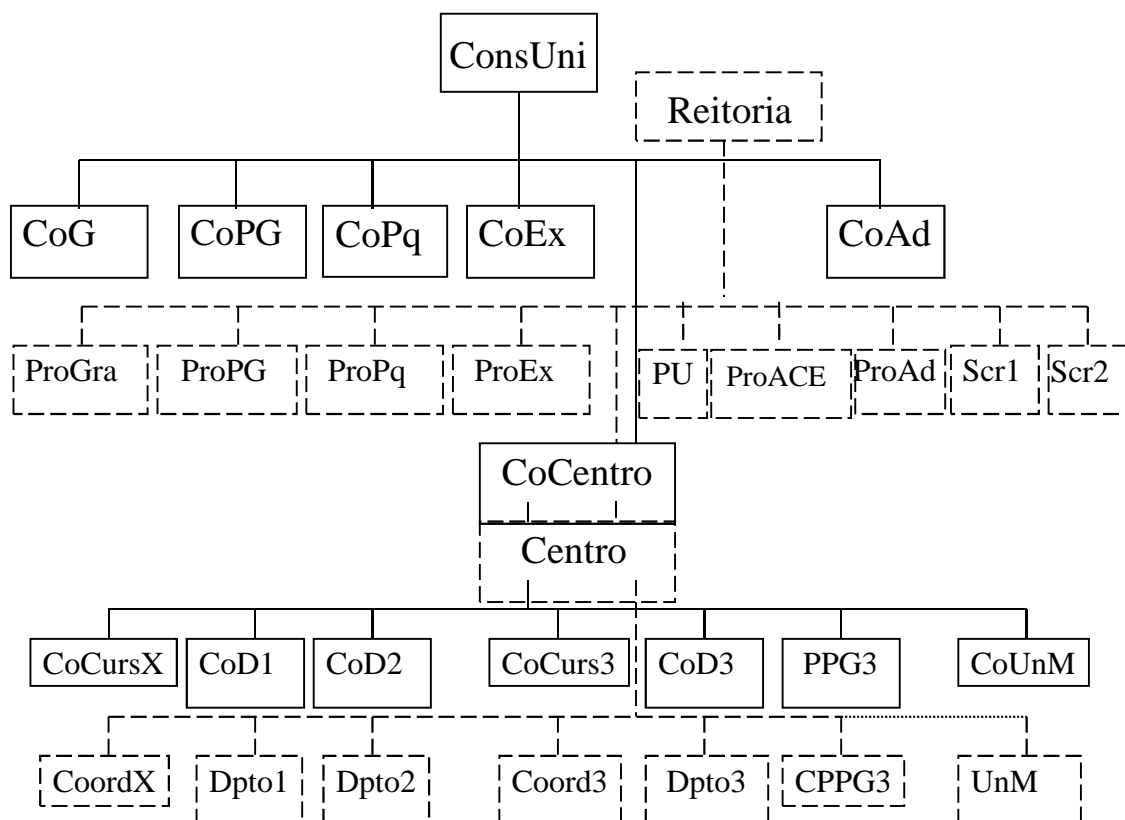 ConsUni
Reitoria
CoG
CoPG
CoPq
CoEx
CoAd
ProGra
ProPG
ProPq
ProEx
PU
ProACE
ProAd
Scr1
Scr2
CoCentro
Centro
CoCursX
CoD1
CoD2
CoCurs3
CoD3
PPG3
CoUnM
CoordX
Dpto1
Dpto2
Coord3
Dpto3
CPPG3
UnM